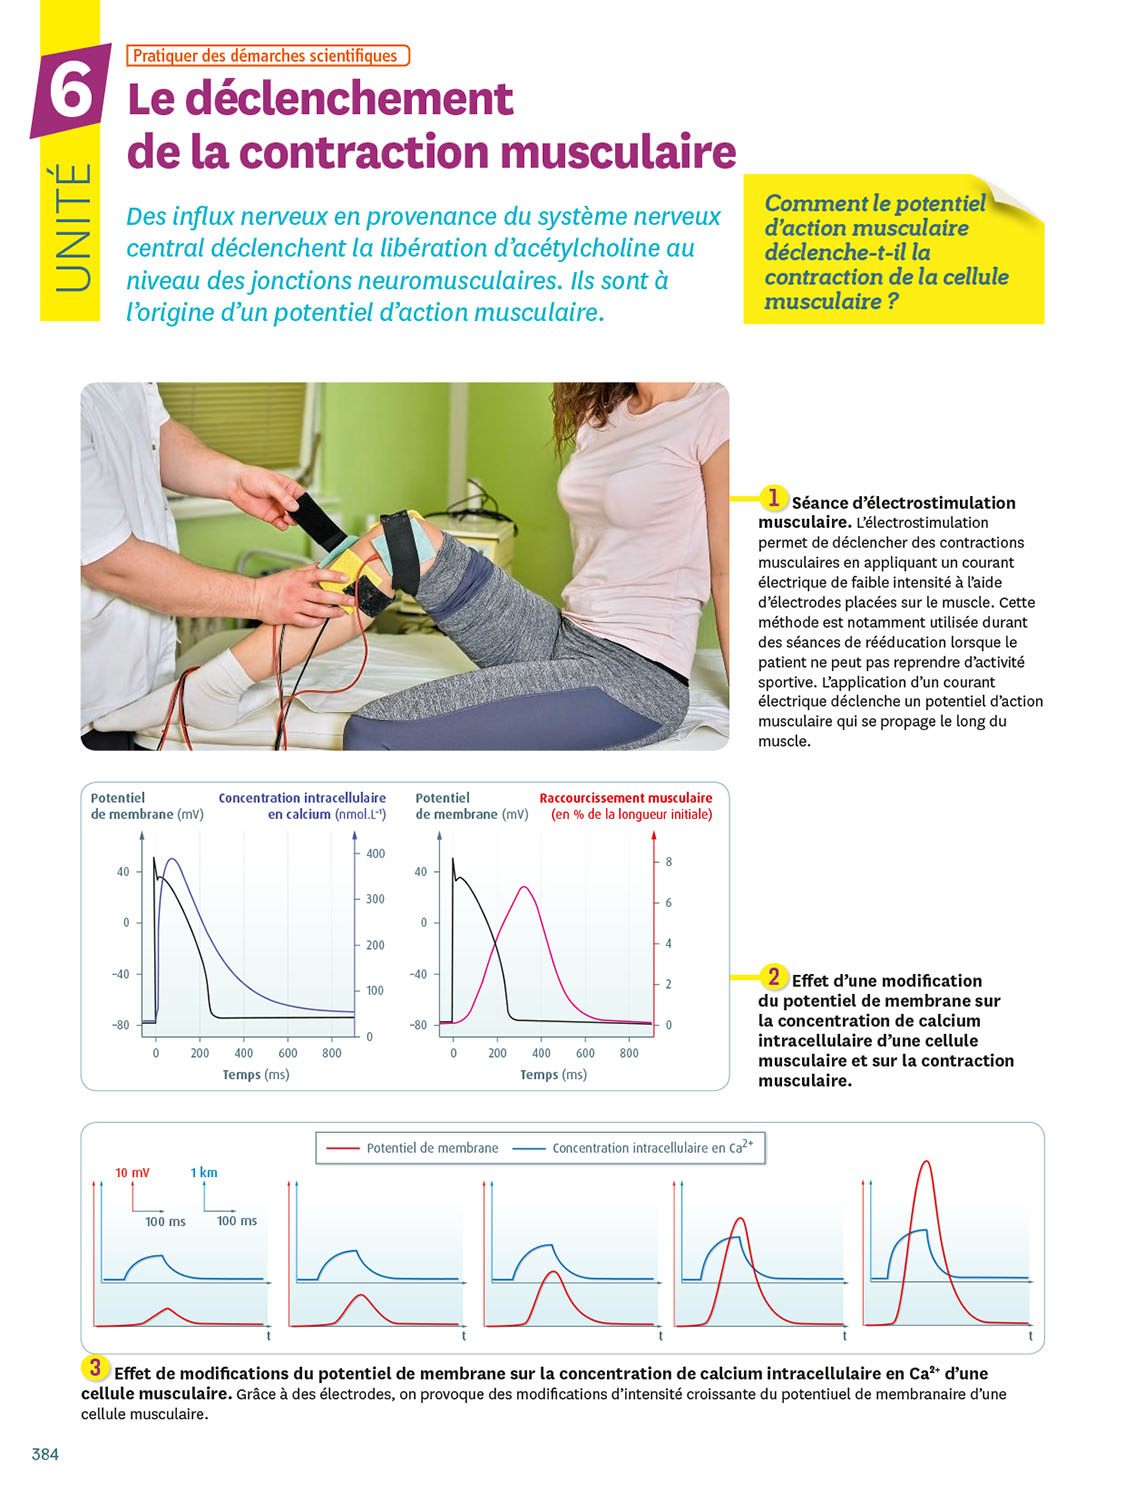 6
UNITÉ
Pratiquer des démarches scientifiques
Le déclenchement
de la contraction musculaire
Des influx nerveux en provenance du système nerveux
central déclenchent la libération d’acétylcholine au
niveau des jonctions neuromusculaires. Ils sont à
l’origine d’un potentiel d’action musculaire.
Comment le potentiel
d’action musculaire
déclenche-t-il la
contraction de la cellule
musculaire ?
1 Séance d’électrostimulation
musculaire. L’électrostimulation
permet de déclencher des contractions
musculaires en appliquant un courant
électrique de faible intensité à l’aide
d’électrodes placées sur le muscle. Cette
méthode est notamment utilisée durant
des séances de rééducation lorsque le
patient ne peut pas reprendre d’activité
sportive. L’application d’un courant
électrique déclenche un potentiel d’action
musculaire qui se propage le long du
muscle.
Potentiel
de membrane (mV)
Concentration intracellulaire
en calcium (nmol.L⁻¹)
40
0
–40
–80
400
300
200
100
0
0 200 400 600 800
Temps (ms)
Potentiel
de membrane (mV)
Raccourcissement musculaire
(en % de la longueur initiale)
40
0
–40
–80
8
6
4
2
0
0 200 400 600 800
Temps (ms)
2 Effet d’une modification
du potentiel de membrane sur
la concentration de calcium
intracellulaire d’une cellule
musculaire et sur la contraction
musculaire.
Potentiel de membrane Concentration intracellulaire en Ca²⁺
10 mV 1 km
100 ms 100 ms
t t t t t
3 Effet de modifications du potentiel de membrane sur la concentration de calcium intracellulaire en Ca²⁺ d’une
cellule musculaire. Grâce à des électrodes, on provoque des modifications d’intensité croissante du potentiuel de membranaire d’une
cellule musculaire.
384